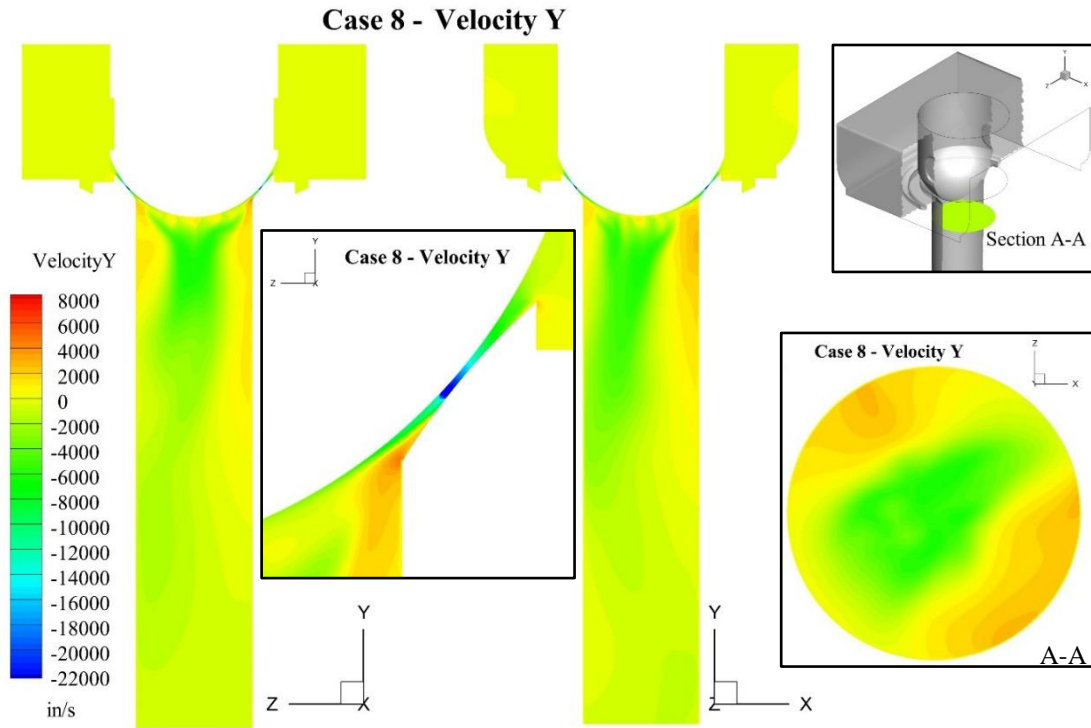 Case 8 - Velocity Y
Y
Z
X
Section A-A
VelocityY
8000
6000
4000
2000
0
-2000
-4000
-6000
-8000
-10000
-12000
-14000
-16000
-18000
-20000
-22000
in/s
Y
Z
X
Case 8 - Velocity Y
Y
Z
X
Y
Z
X
Case 8 - Velocity Y
Z
Y
X
A-A